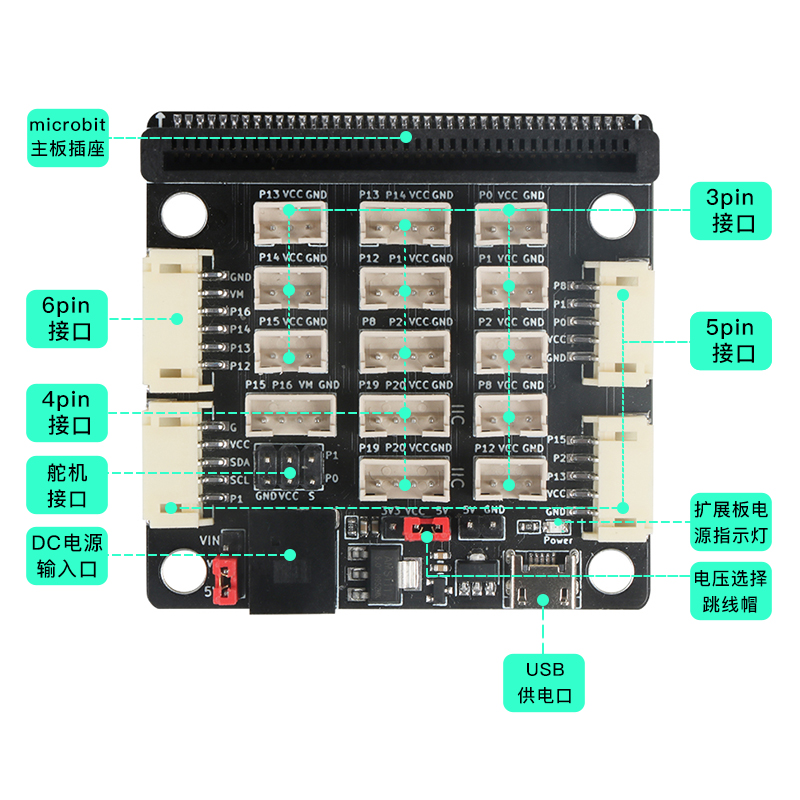 microbit
主板插座
P13 VCC GND
P13 P14 VCC GND
P0 VCC GND
3pin
接口
P14 VCC GND
P12 P1 VCC GND
P1 VCC GND
GND
VM
P16
P14
P13
P12
P8
P1
P0
VCC
GND
6pin
接口
P15 VCC GND
P8 P2 VCC GND
P2 VCC GND
5pin
接口
P15 P16 VM GND
P19 P20 VCC GND
IIC
P8 VCC GND
4pin
接口
G
VCC
SDA
SCL
P1
P19 P20 VCC GND
IIC
P12 VCC GND
P15
P2
P13
VCC
GND
舵机
接口
P1
P0
GND VCC S
3V3 VCC 5V
5V GND
Power
扩展板电
源指示灯
DC电源
输入口
VIN
5
电压选择
跳线帽
USB
供电口